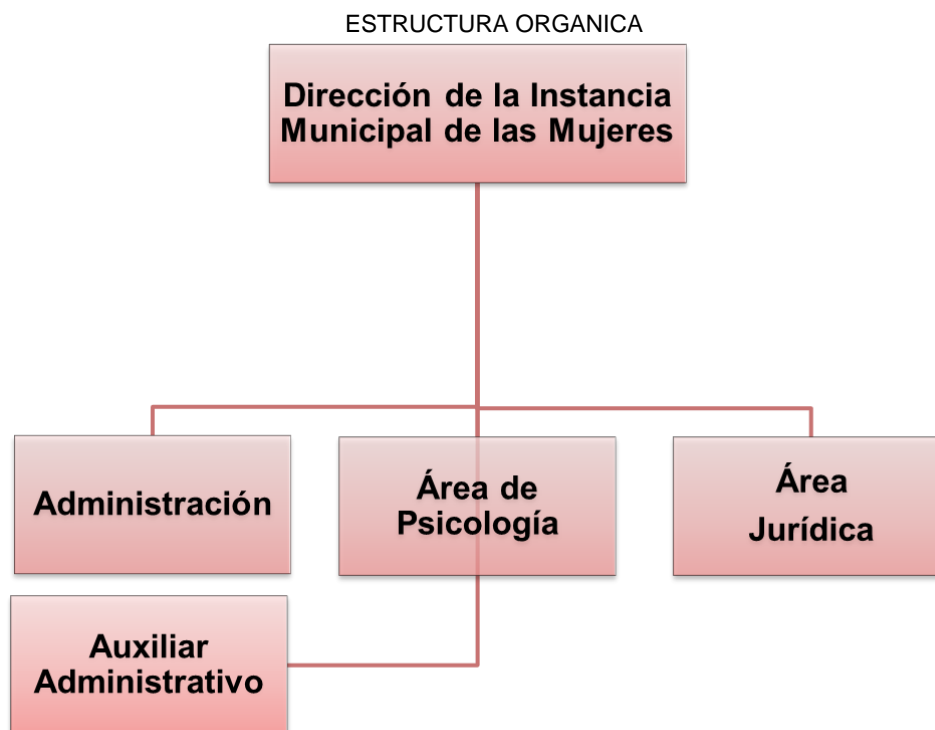 ESTRUCTURA ORGANICA
Dirección de la Instancia
Municipal de las Mujeres
Administración
Área de
Psicología
Área
Jurídica
Auxiliar
Administrativo